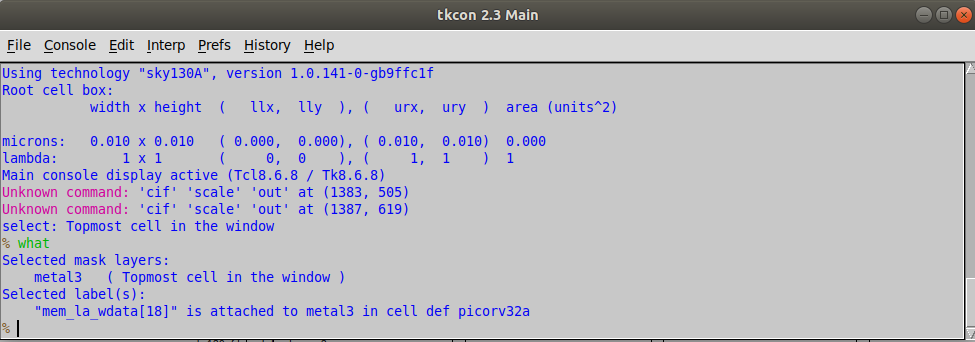 tkcon 2.3 Main
File Console Edit Interp Prefs History Help
Using technology "sky130A", version 1.0.141-0-gb9ffc1f
Root cell box:
           width x height  (   llx,  lly  ), (   urx,  ury  )  area (units^2)
microns:   0.010 x 0.010   ( 0.000,  0.000), ( 0.010,  0.010)  0.000
lambda:        1 x 1       (     0,  0    ), (     1,  1    )  1
Main console display active (Tcl8.6.8 / Tk8.6.8)
Unknown command: 'cif' 'scale' 'out' at (1383, 505)
Unknown command: 'cif' 'scale' 'out' at (1387, 619)
select: Topmost cell in the window
% what
Selected mask layers:
    metal3   ( Topmost cell in the window )
Selected label(s):
    "mem_la_wdata[18]" is attached to metal3 in cell def picorv32a
%